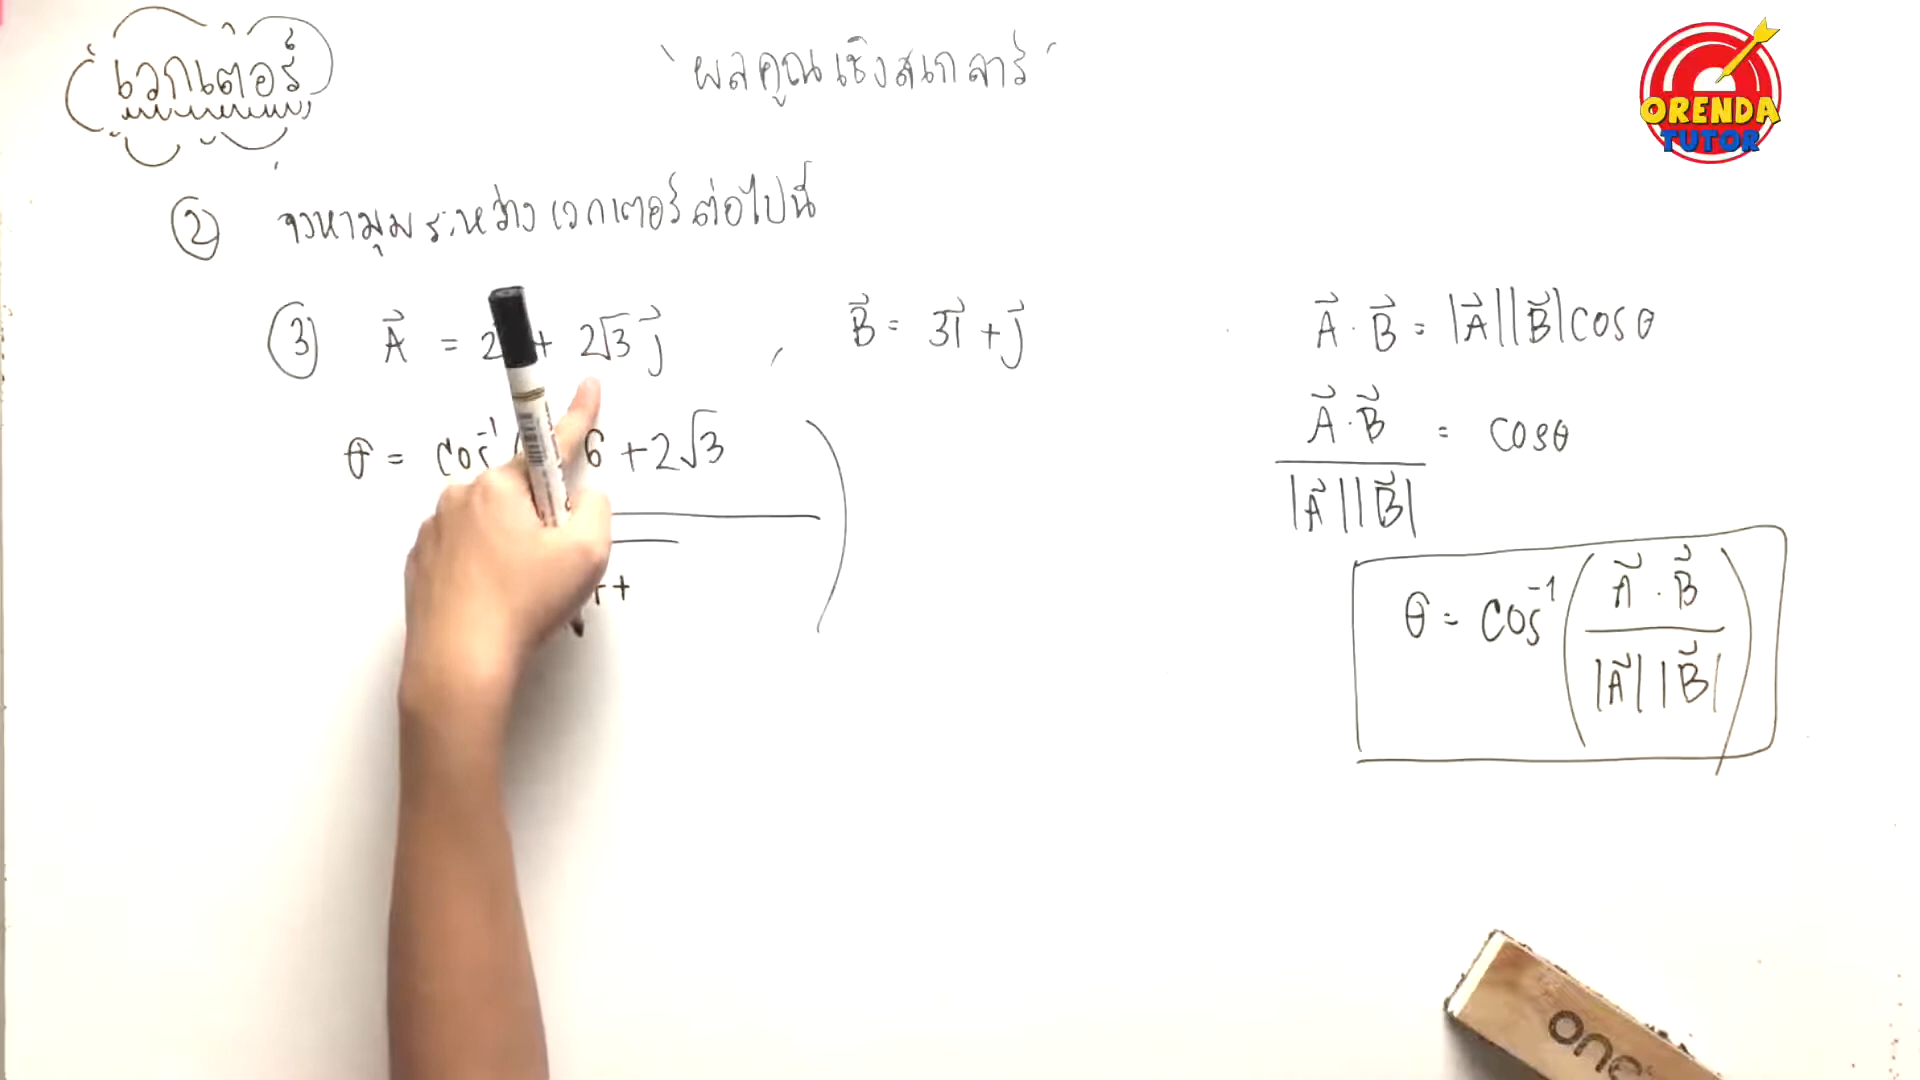 เวกเตอร์
"ผลคูณเชิงสเกลาร์"
ORENDA
TUTOR
② จงหามุมระหว่างเวกเตอร์ต่อไปนี้
③ A⃗ = 2 + 2√3 j⃗ , B⃗ = 3i⃗ + j⃗
θ = cos⁻¹ ( 6 + 2√3 )
+
A⃗ · B⃗ = |A⃗||B⃗|cosθ
A⃗ · B⃗ / |A⃗||B⃗| = cosθ
θ = cos⁻¹ ( A⃗ · B⃗ / |A⃗||B⃗| )
one